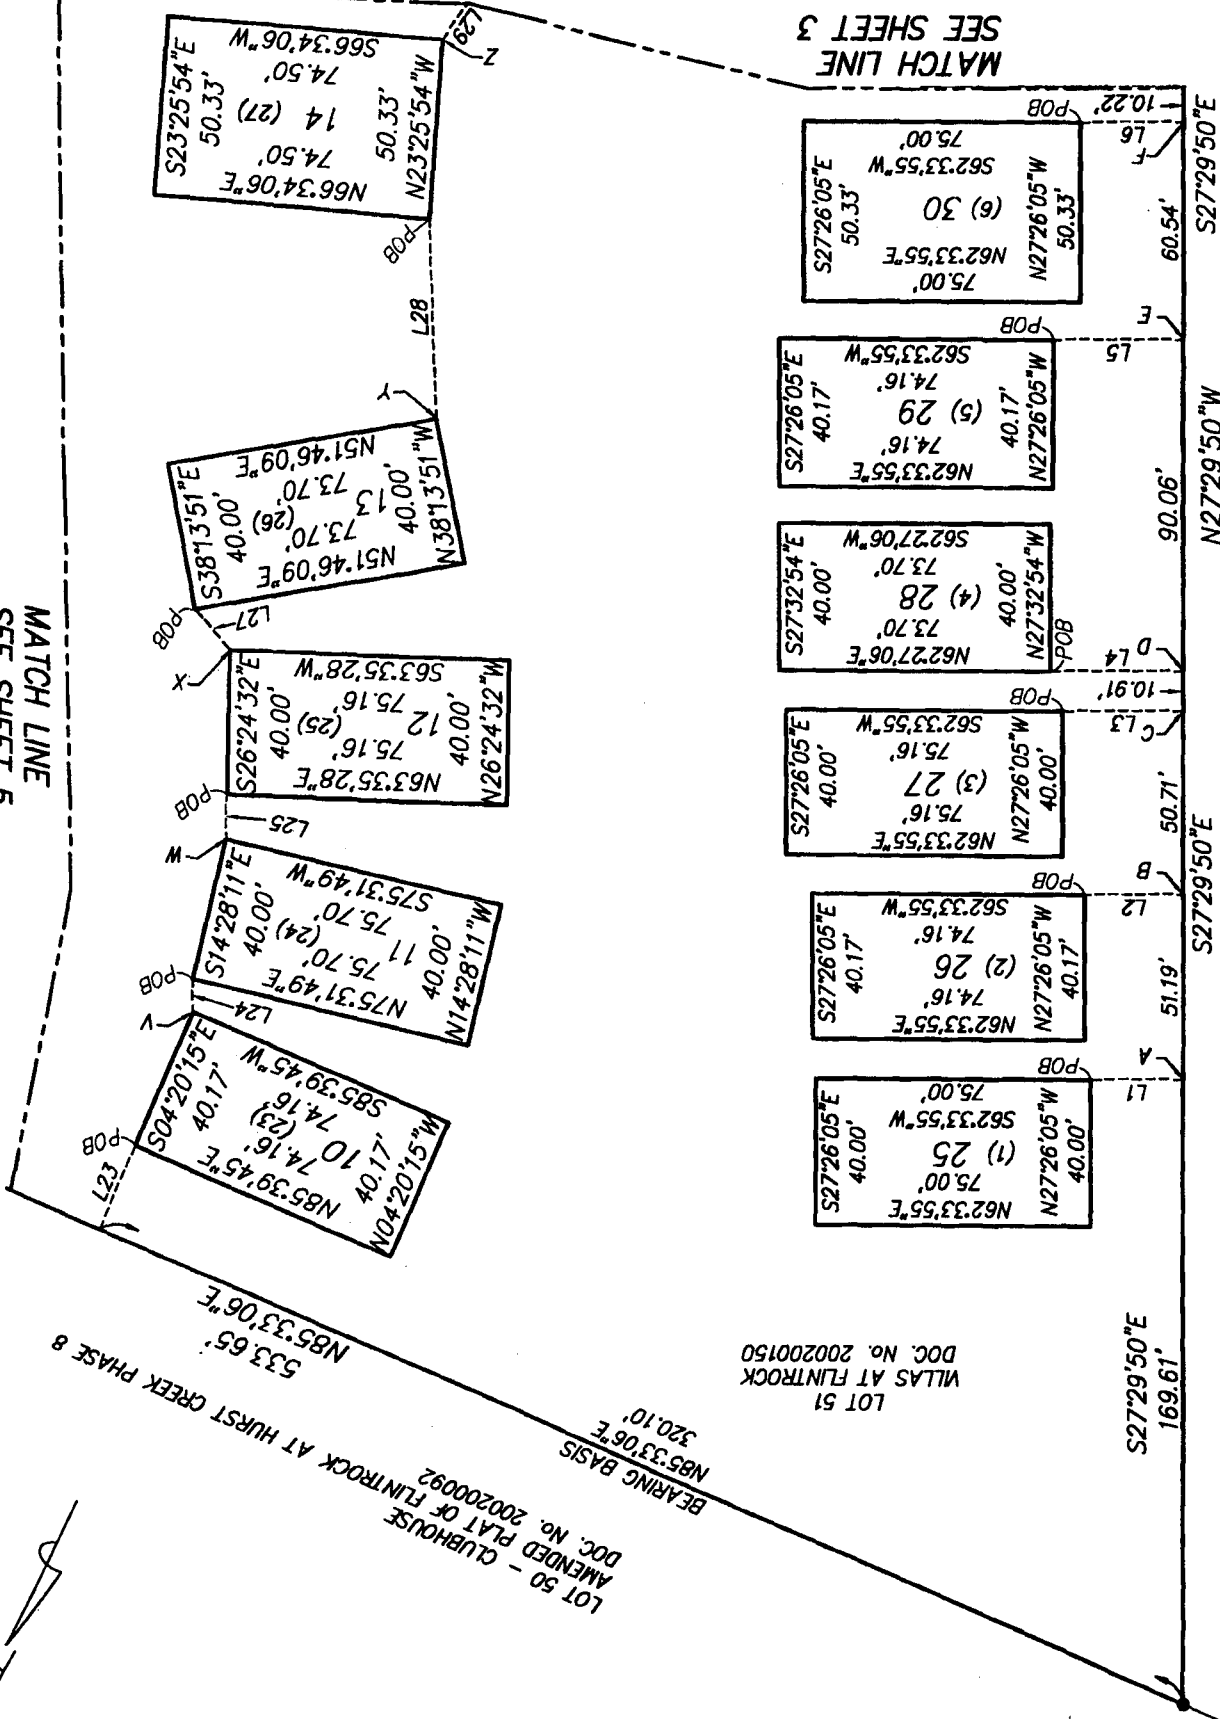 MATCH LINE
SEE SHEET 3
MATCH LINE
SEE SHEET 5
LOT 50 – CLUBHOUSE
AMENDED PLAT OF FLINTROCK AT HURST CREEK PHASE 8
DOC. No. 200200092
BEARING BASIS
N85°33'06"E
320.10'
N85°33'06"E
533.65'
LOT 51
VILLAS AT FLINTROCK
DOC. No. 200200150
S27°29'50"E
169.61'
S27°29'50"E
N27°29'50"W
S27°29'50"E
L1
A
POB
N62°33'55"E
75.00'
(1) 25
S62°33'55"W
75.00'
N27°26'05"W
40.00'
S27°26'05"E
40.00'
51.19'
L2
B
POB
N62°33'55"E
74.16'
(2) 26
74.16'
S62°33'55"W
N27°26'05"W
40.17'
S27°26'05"E
40.17'
50.71'
C L3
POB
N62°33'55"E
75.16'
(3) 27
75.16'
S62°33'55"W
N27°26'05"W
40.00'
S27°26'05"E
40.00'
10.91'
D L4
POB
N62°27'06"E
73.70'
(4) 28
73.70'
S62°27'06"W
N27°32'54"W
40.00'
S27°32'54"E
40.00'
90.06'
L5
E
POB
N62°33'55"E
74.16'
(5) 29
74.16'
S62°33'55"W
N27°26'05"W
40.17'
S27°26'05"E
40.17'
60.54'
F
L6
POB
75.00'
N62°33'55"E
(6) 30
S62°33'55"W
75.00'
N27°26'05"W
50.33'
S27°26'05"E
50.33'
10.22'
L23
POB
N85°39'45"E
74.16'
10
(23)
74.16
S85°39'45"W
N04°20'15"W
40.17'
S04°20'15"E
40.17'
V
L24
POB
N75°31'49"E
75.70'
11
(24)
75.70'
S75°31'49"W
N14°28'11"W
40.00'
S14°28'11"E
40.00'
W
L25
POB
N63°35'28"E
75.16'
12
(25)
75.16'
S63°35'28"W
N26°24'32"W
40.00'
S26°24'32"E
40.00'
X
L27
POB
N51°46'09"E
73.70'
13
(26)
73.70'
N51°46'09"E
N38°13'51"W
40.00'
S38°13'51"E
40.00'
Y
L28
POB
N66°34'06"E
74.50'
14 (27)
74.50'
S66°34'06"W
N23°25'54"W
50.33'
S23°25'54"E
50.33'
Z
L29